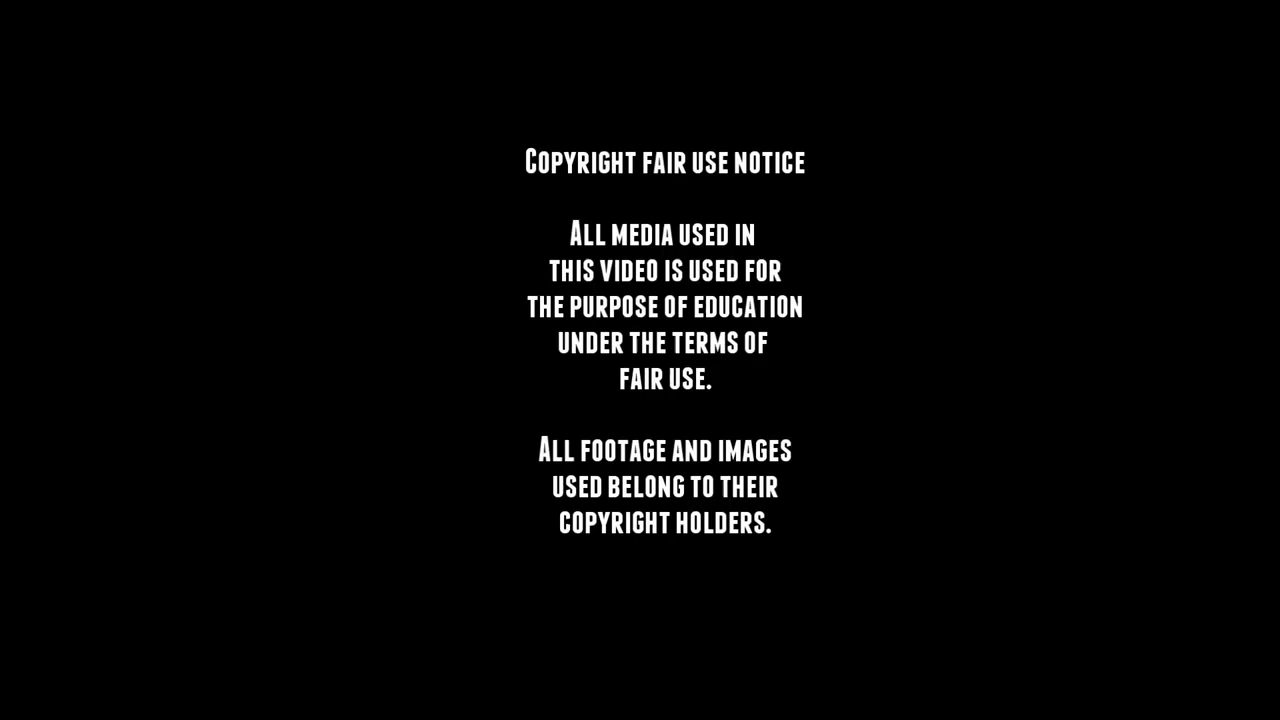 Copyright fair use notice
All media used in
this video is used for
the purpose of education
under the terms of
fair use.
All footage and images
used belong to their
copyright holders.